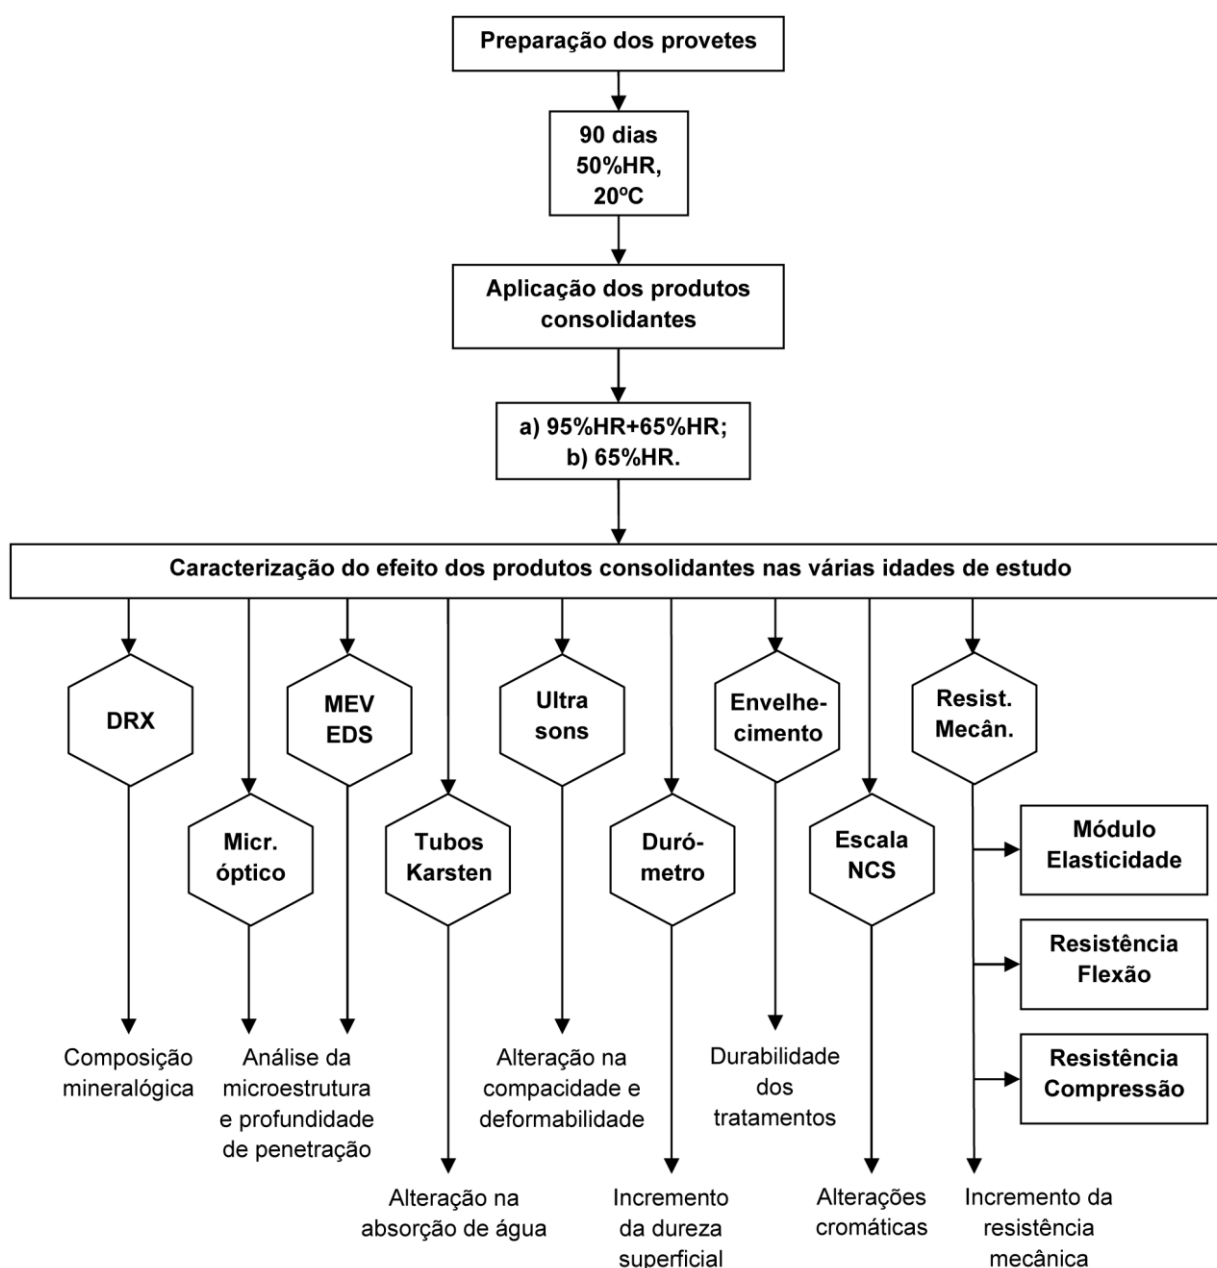 Preparação dos provetes
90 dias
50%HR,
20ºC
Aplicação dos produtos
consolidantes
a) 95%HR+65%HR;
b) 65%HR.
Caracterização do efeito dos produtos consolidantes nas várias idades de estudo
DRX
MEV
EDS
Ultra
sons
Envelhe-
cimento
Resist.
Mecân.
Micr.
óptico
Tubos
Karsten
Duró-
metro
Escala
NCS
Módulo
Elasticidade
Resistência
Flexão
Resistência
Compressão
Composição
mineralógica
Análise da
microestrutura
e profundidade
de penetração
Alteração na
compacidade e
deformabilidade
Durabilidade
dos
tratamentos
Alteração na
absorção de água
Incremento
da dureza
superficial
Alterações
cromáticas
Incremento da
resistência
mecânica